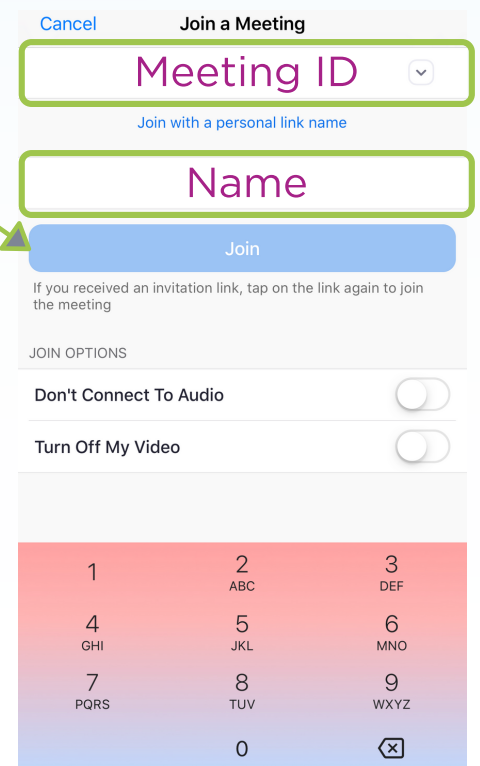 Cancel Join a Meeting
Meeting ID
Join with a personal link name
Name
Join
If you received an invitation link, tap on the link again to join
the meeting
JOIN OPTIONS
Don't Connect To Audio
Turn Off My Video
1 2 3
ABC DEF
4 5 6
GHI JKL MNO
7 8 9
PQRS TUV WXYZ
0